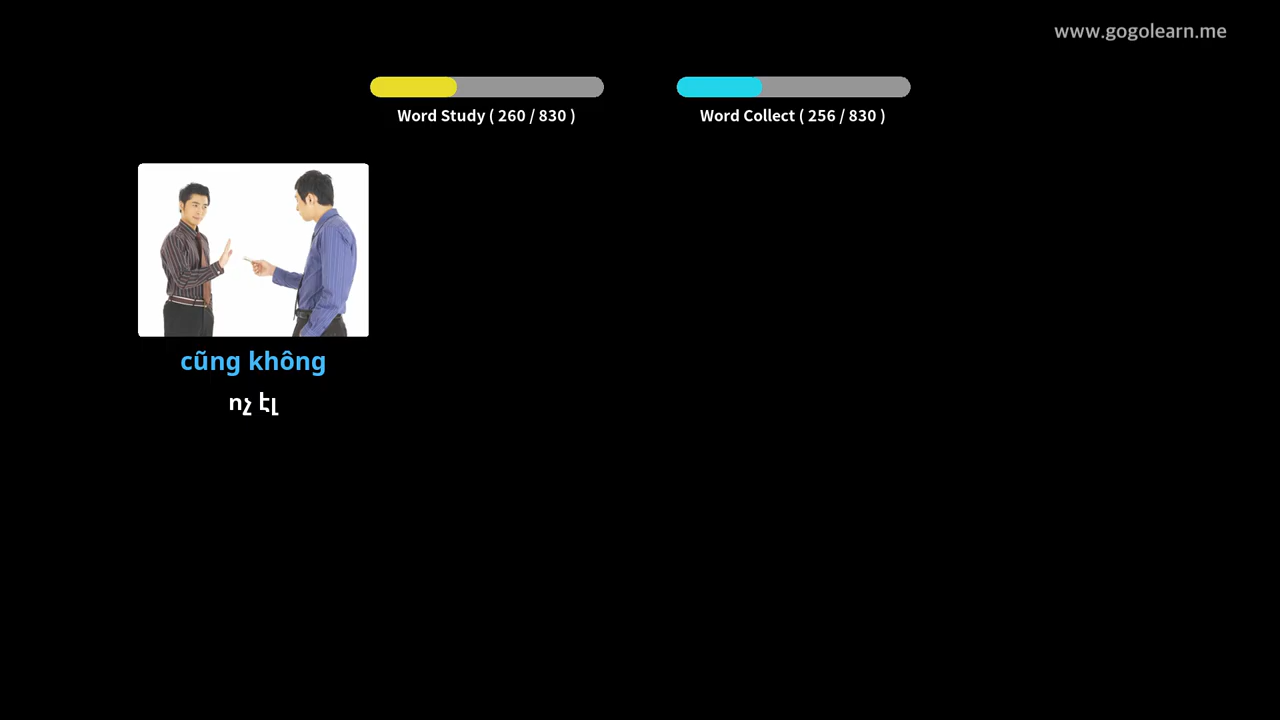 www.gogolearn.me
Word Study ( 260 / 830 )
Word Collect ( 256 / 830 )
cũng không
ոչ էլ